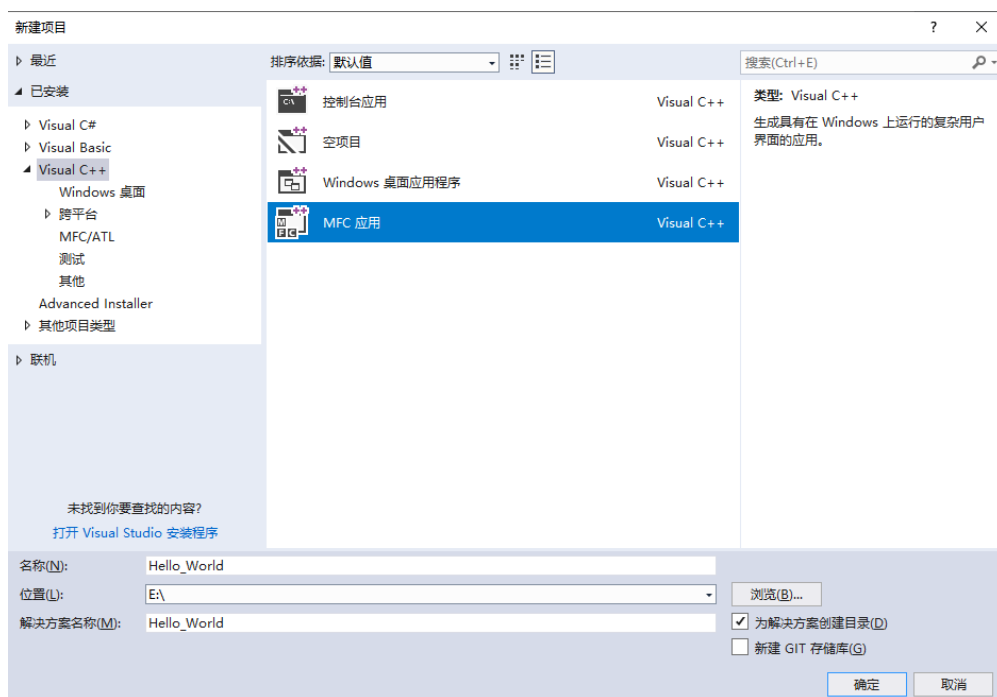 新建项目
?
最近
已安装
Visual C#
Visual Basic
Visual C++
Windows 桌面
跨平台
MFC/ATL
测试
其他
Advanced Installer
其他项目类型
联机
未找到你要查找的内容?
打开 Visual Studio 安装程序
排序依据: 默认值
控制台应用 Visual C++
空项目 Visual C++
Windows 桌面应用程序 Visual C++
MFC 应用 Visual C++
搜索(Ctrl+E)
类型: Visual C++
生成具有在 Windows 上运行的复杂用户
界面的应用。
名称(N): Hello_World
位置(L): E:\ 浏览(B)...
解决方案名称(M): Hello_World 为解决方案创建目录(D)
新建 GIT 存储库(G)
确定 取消